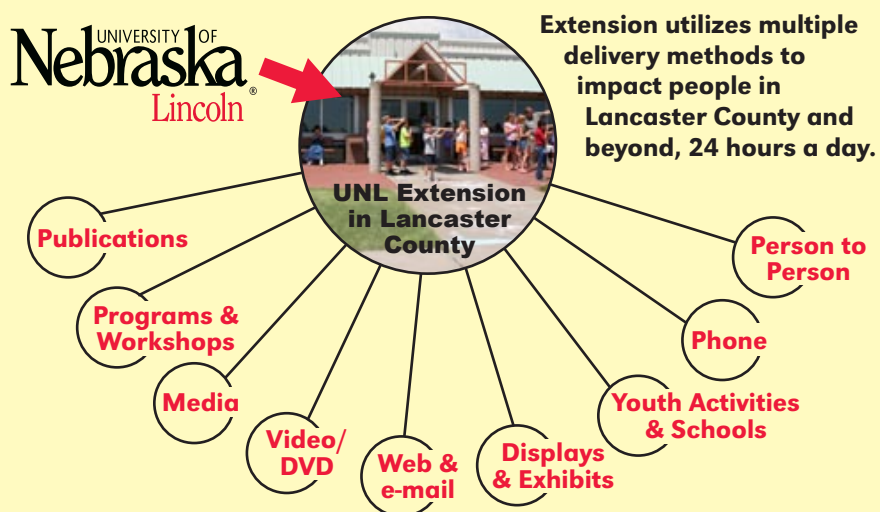 UNIVERSITY OF
Nebraska
Lincoln®
Extension utilizes multiple
delivery methods to
impact people in
Lancaster County and
beyond, 24 hours a day.
UNL Extension
in Lancaster
County
Publications
Programs &
Workshops
Media
Video/
DVD
Web &
e-mail
Displays
& Exhibits
Youth Activities
& Schools
Phone
Person to
Person